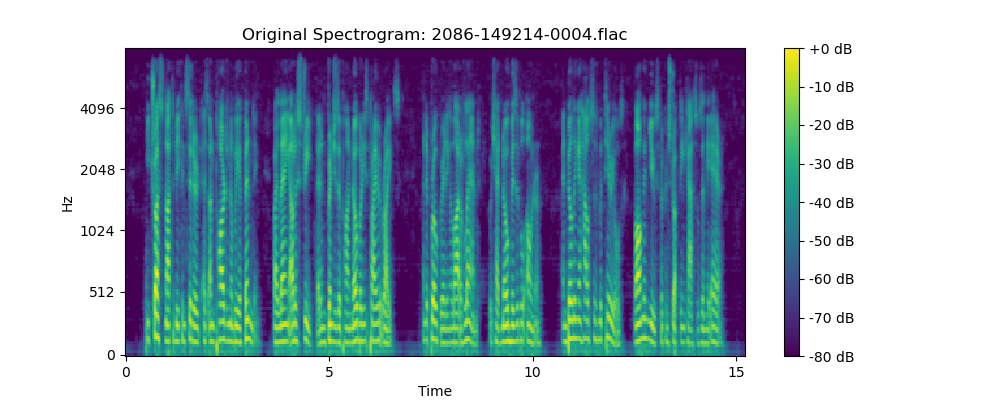 Original Spectrogram: 2086-149214-0004.flac
Hz
4096
2048
1024
512
0
0 5 10 15
Time
+0 dB
-10 dB
-20 dB
-30 dB
-40 dB
-50 dB
-60 dB
-70 dB
-80 dB